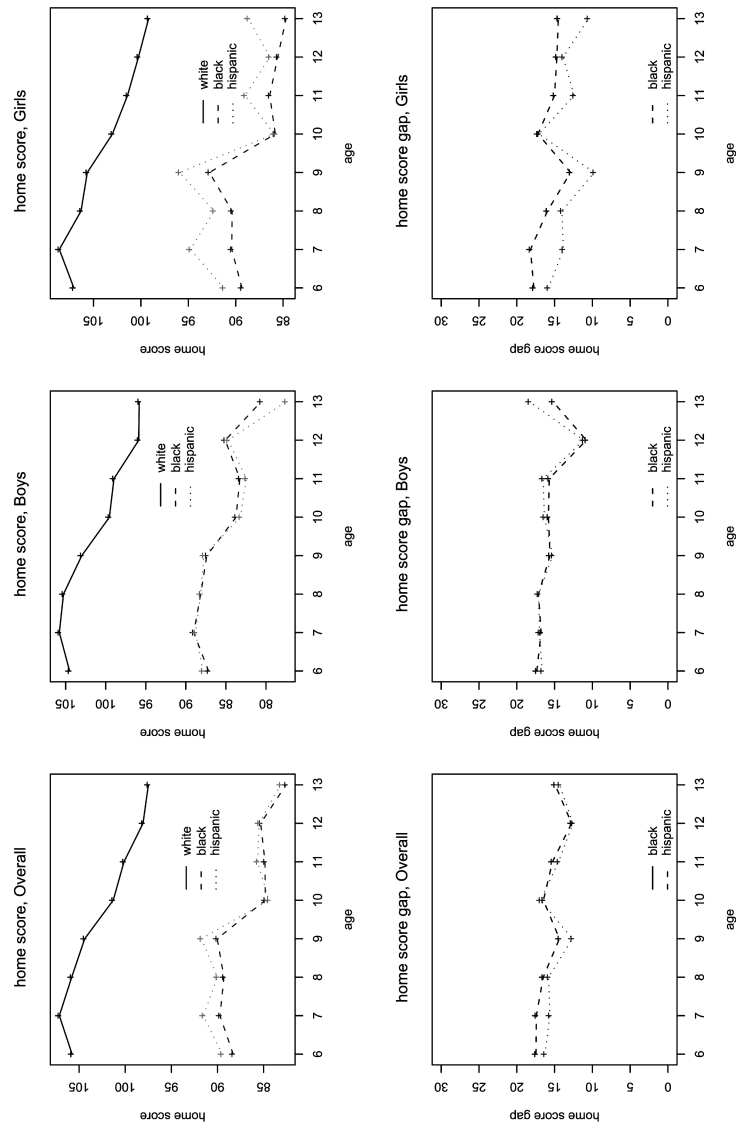 home score, Overall
white
black
hispanic
home score
105
100
95
90
85
6 7 8 9 10 11 12 13
age
home score, Boys
white
black
hispanic
home score
105
100
95
90
85
80
6 7 8 9 10 11 12 13
age
home score, Girls
white
black
hispanic
home score
105
100
95
90
85
6 7 8 9 10 11 12 13
age
home score gap, Overall
black
hispanic
home score gap
30
25
20
15
10
5
0
6 7 8 9 10 11 12 13
age
home score gap, Boys
black
hispanic
home score gap
30
25
20
15
10
5
0
6 7 8 9 10 11 12 13
age
home score gap, Girls
black
hispanic
home score gap
30
25
20
15
10
5
0
6 7 8 9 10 11 12 13
age